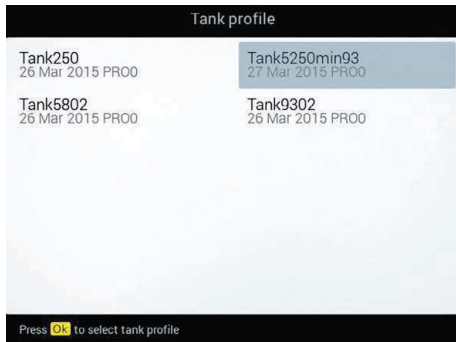 Tank profile
Tank250
26 Mar 2015 PRO0
Tank5250min93
27 Mar 2015 PRO0
Tank5802
26 Mar 2015 PRO0
Tank9302
26 Mar 2015 PRO0
Press Ok to select tank profile